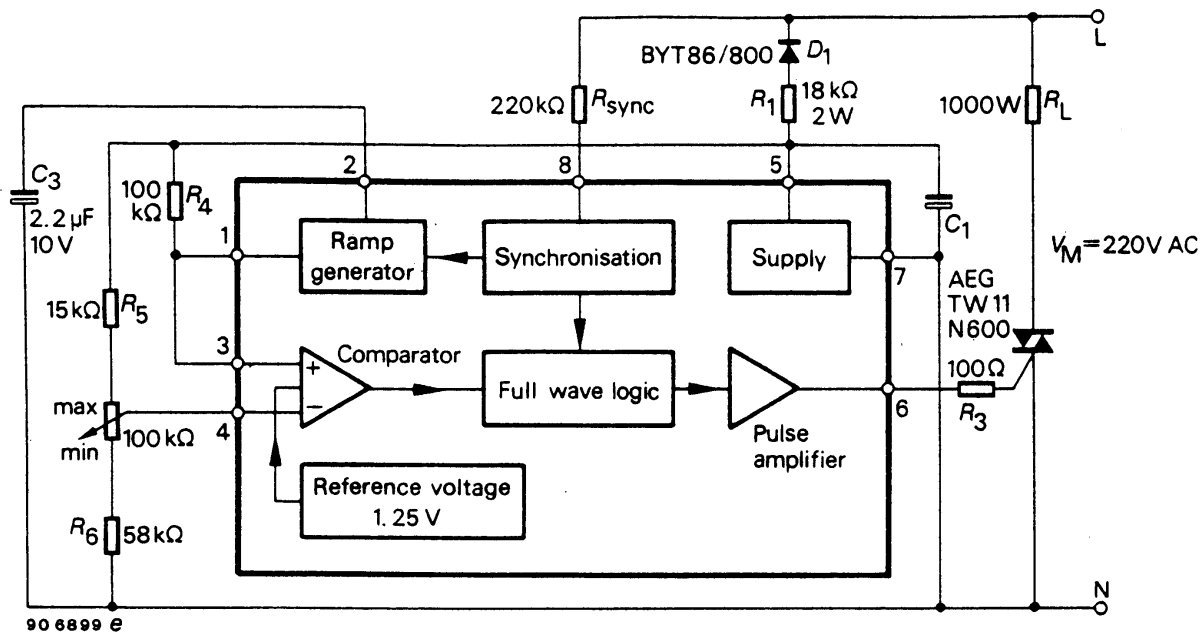 L
BYT86/800 D1
220kΩ Rsync
R1 18kΩ
2W
1000W RL
C3
2.2µF
10V
100
kΩ R4
2
8
5
1
Ramp
generator
Synchronisation
Supply
7
C1
VM=220V AC
AEG
TW11
N600
15kΩ R5
3
+
−
Comparator
Full wave logic
6
100Ω
R3
max
min
100kΩ
4
Pulse
amplifier
Reference voltage
1.25V
R6 58kΩ
N
90 6899 e